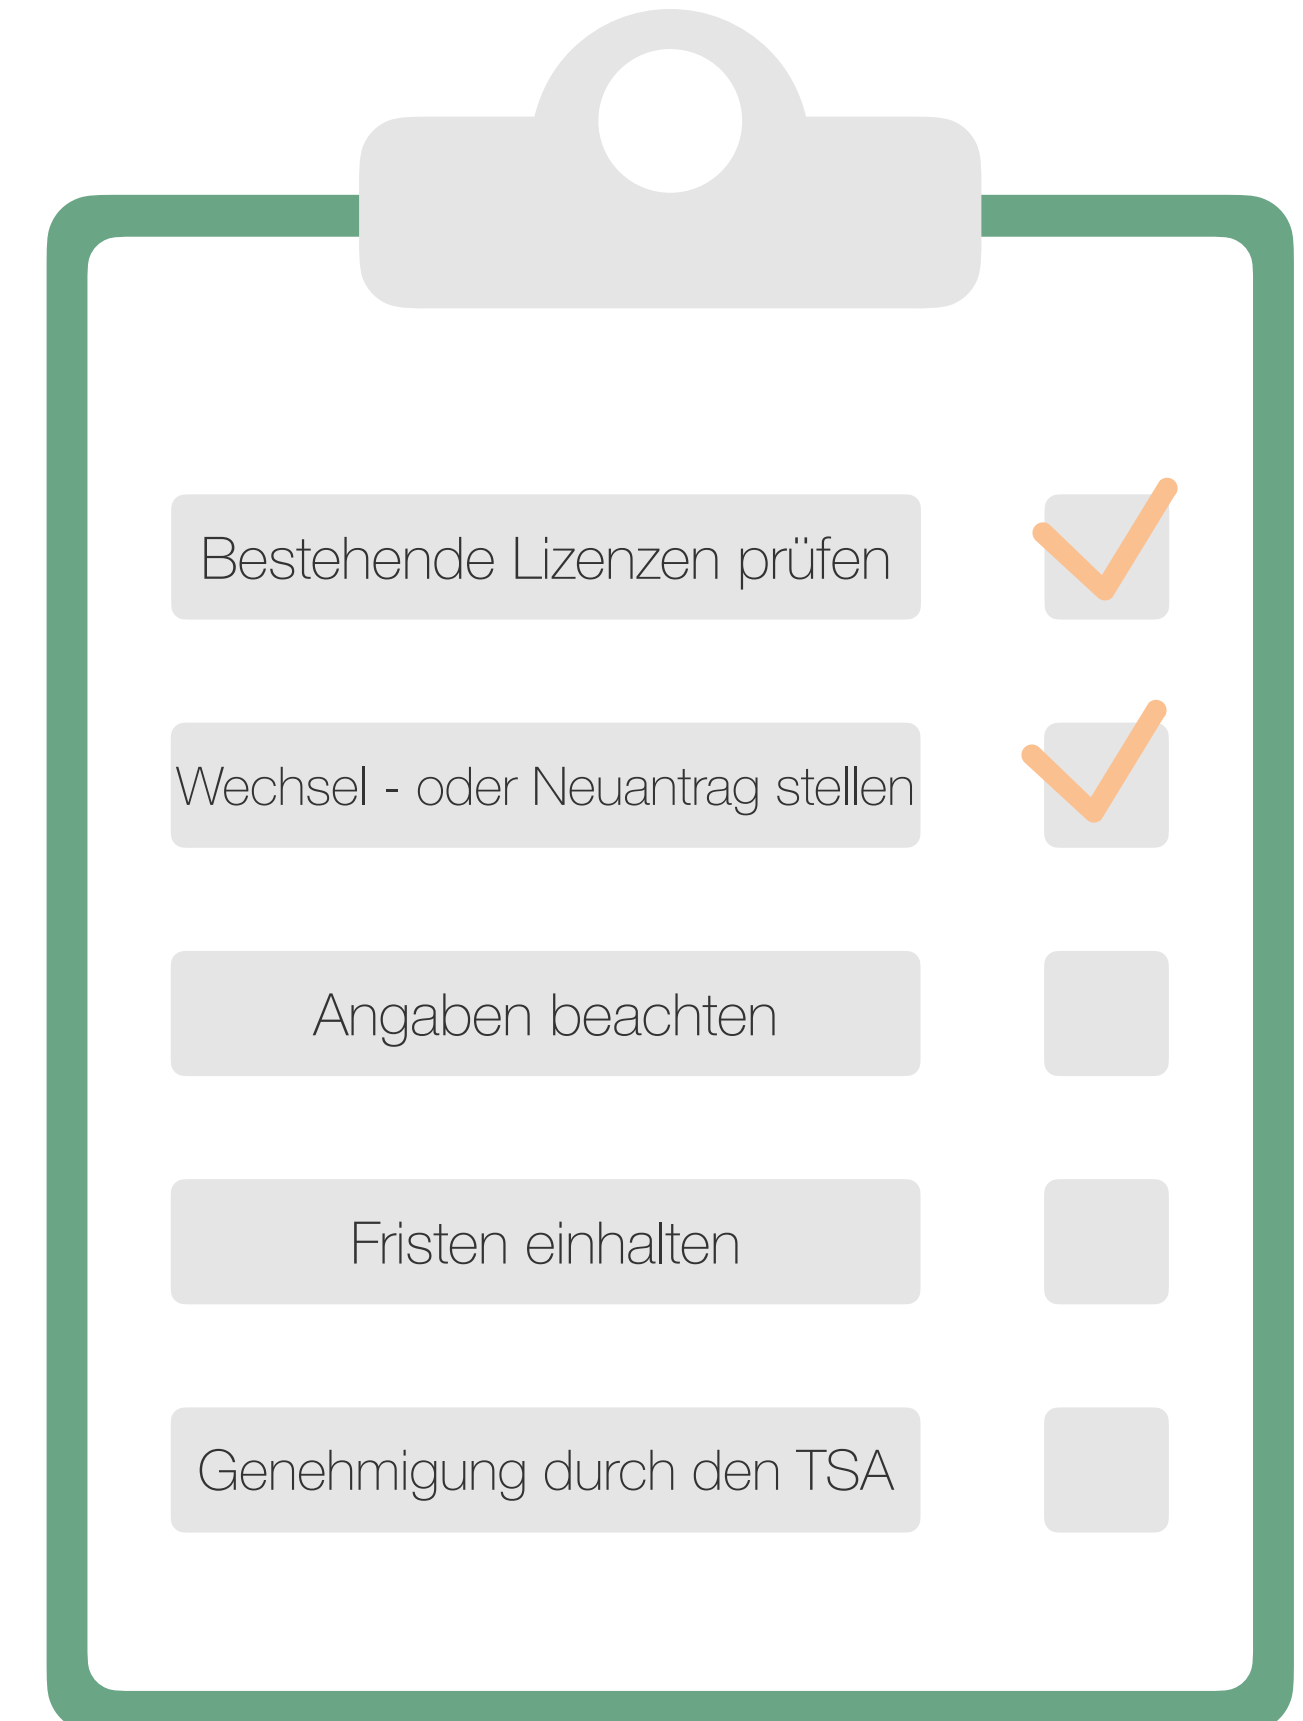 Bestehende Lizenzen prüfen
Wechsel - oder Neuantrag stellen
Angaben beachten
Fristen einhalten
Genehmigung durch den TSA